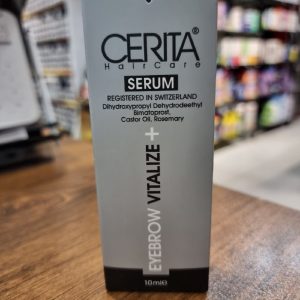 CERITA®
HairCare
SERUM
REGISTERED IN SWITZERLAND
Dihydroxypropyl Dehydrodeethyl
Bimatoprost,
Castor Oil, Rosemary
EYEBROW VITALIZE +
10ml e